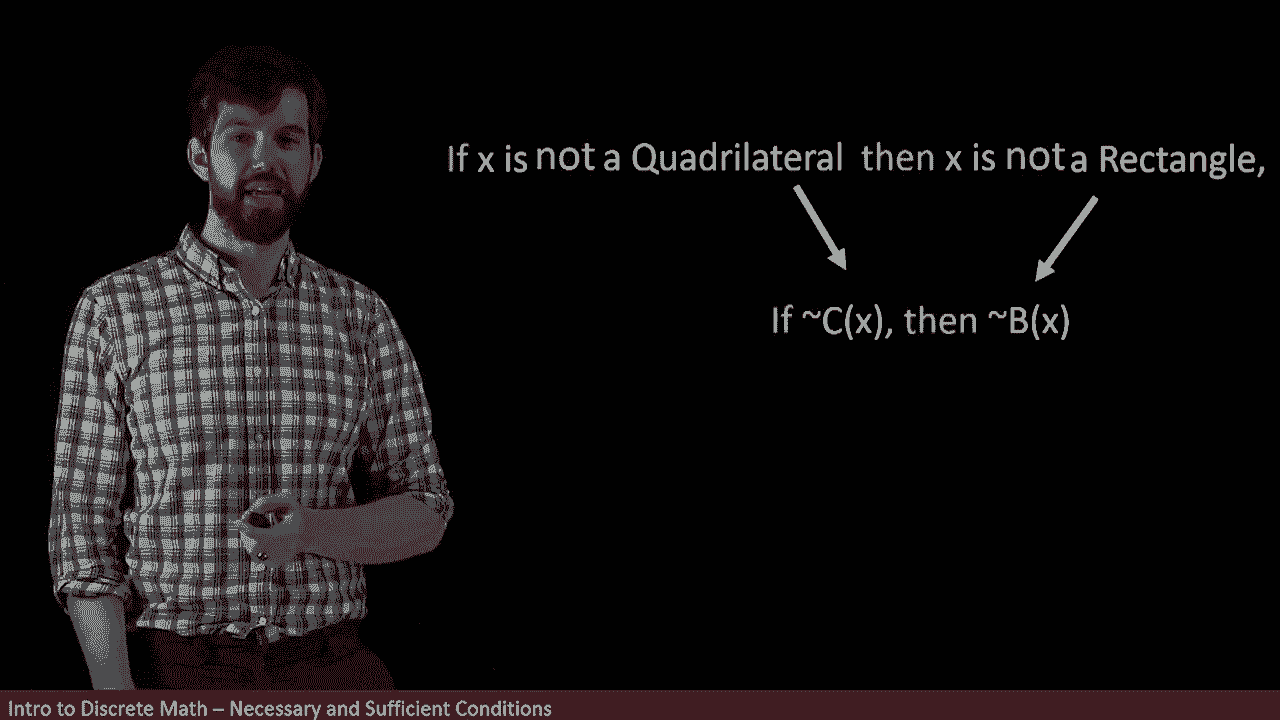 If x is not a Quadrilateral then x is not a Rectangle,
If ~C(x), then ~B(x)
Intro to Discrete Math – Necessary and Sufficient Conditions